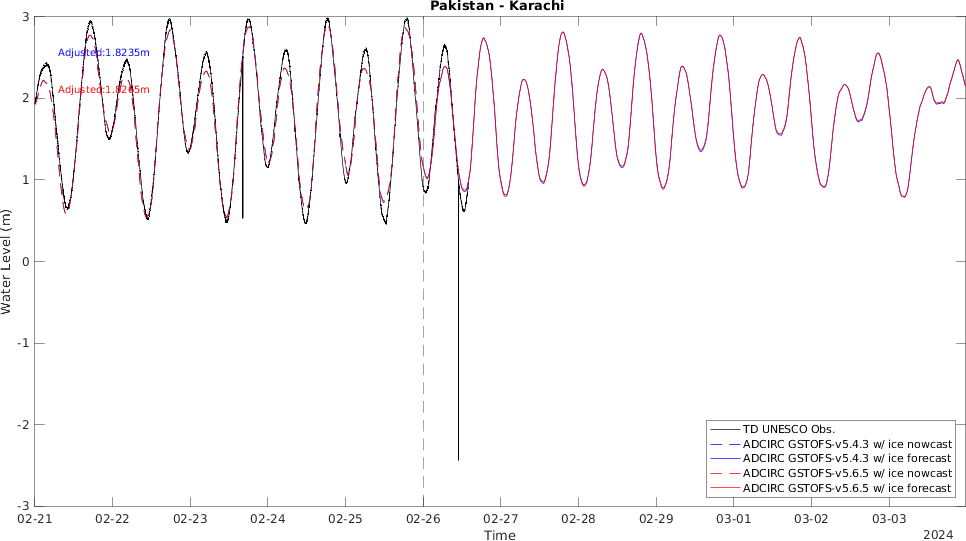 Pakistan - Karachi
3
2
1
0
-1
-2
-3
Water Level (m)
Adjusted:1.8235m
Adjusted:1.8265m
TD UNESCO Obs.
ADCIRC GSTOFS-v5.4.3 w/ ice nowcast
ADCIRC GSTOFS-v5.4.3 w/ ice forecast
ADCIRC GSTOFS-v5.6.5 w/ ice nowcast
ADCIRC GSTOFS-v5.6.5 w/ ice forecast
02-21 02-22 02-23 02-24 02-25 02-26 02-27 02-28 02-29 03-01 03-02 03-03
Time
2024